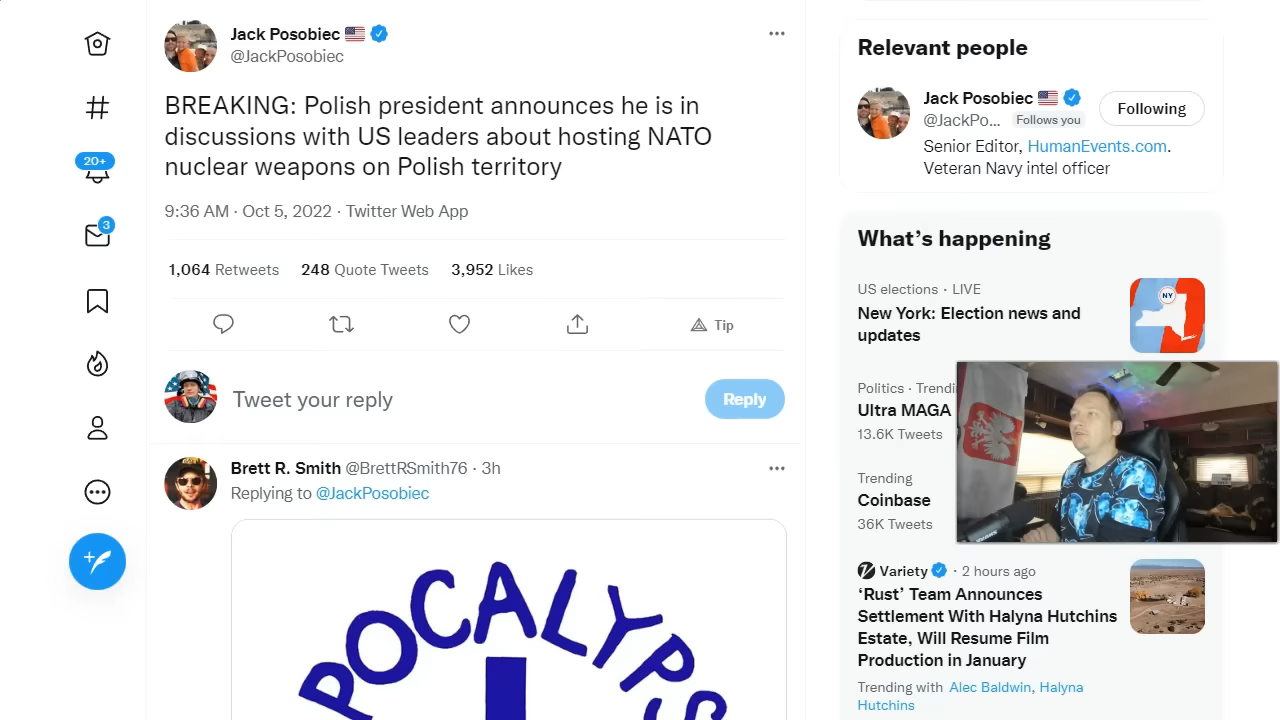 20+
3
Jack Posobiec
@JackPosobiec
BREAKING: Polish president announces he is in
discussions with US leaders about hosting NATO
nuclear weapons on Polish territory
9:36 AM · Oct 5, 2022 · Twitter Web App
1,064 Retweets 248 Quote Tweets 3,952 Likes
Tip
Tweet your reply
Reply
Brett R. Smith @BrettRSmith76 · 3h
Replying to @JackPosobiec
POCALYPS
Relevant people
Jack Posobiec
@JackPo... Follows you
Following
Senior Editor, HumanEvents.com.
Veteran Navy intel officer
What's happening
US elections · LIVE
New York: Election news and
updates
NY
Politics · Trendi
Ultra MAGA
13.6K Tweets
Trending
Coinbase
36K Tweets
Variety · 2 hours ago
‘Rust’ Team Announces
Settlement With Halyna Hutchins
Estate, Will Resume Film
Production in January
Trending with Alec Baldwin, Halyna
Hutchins